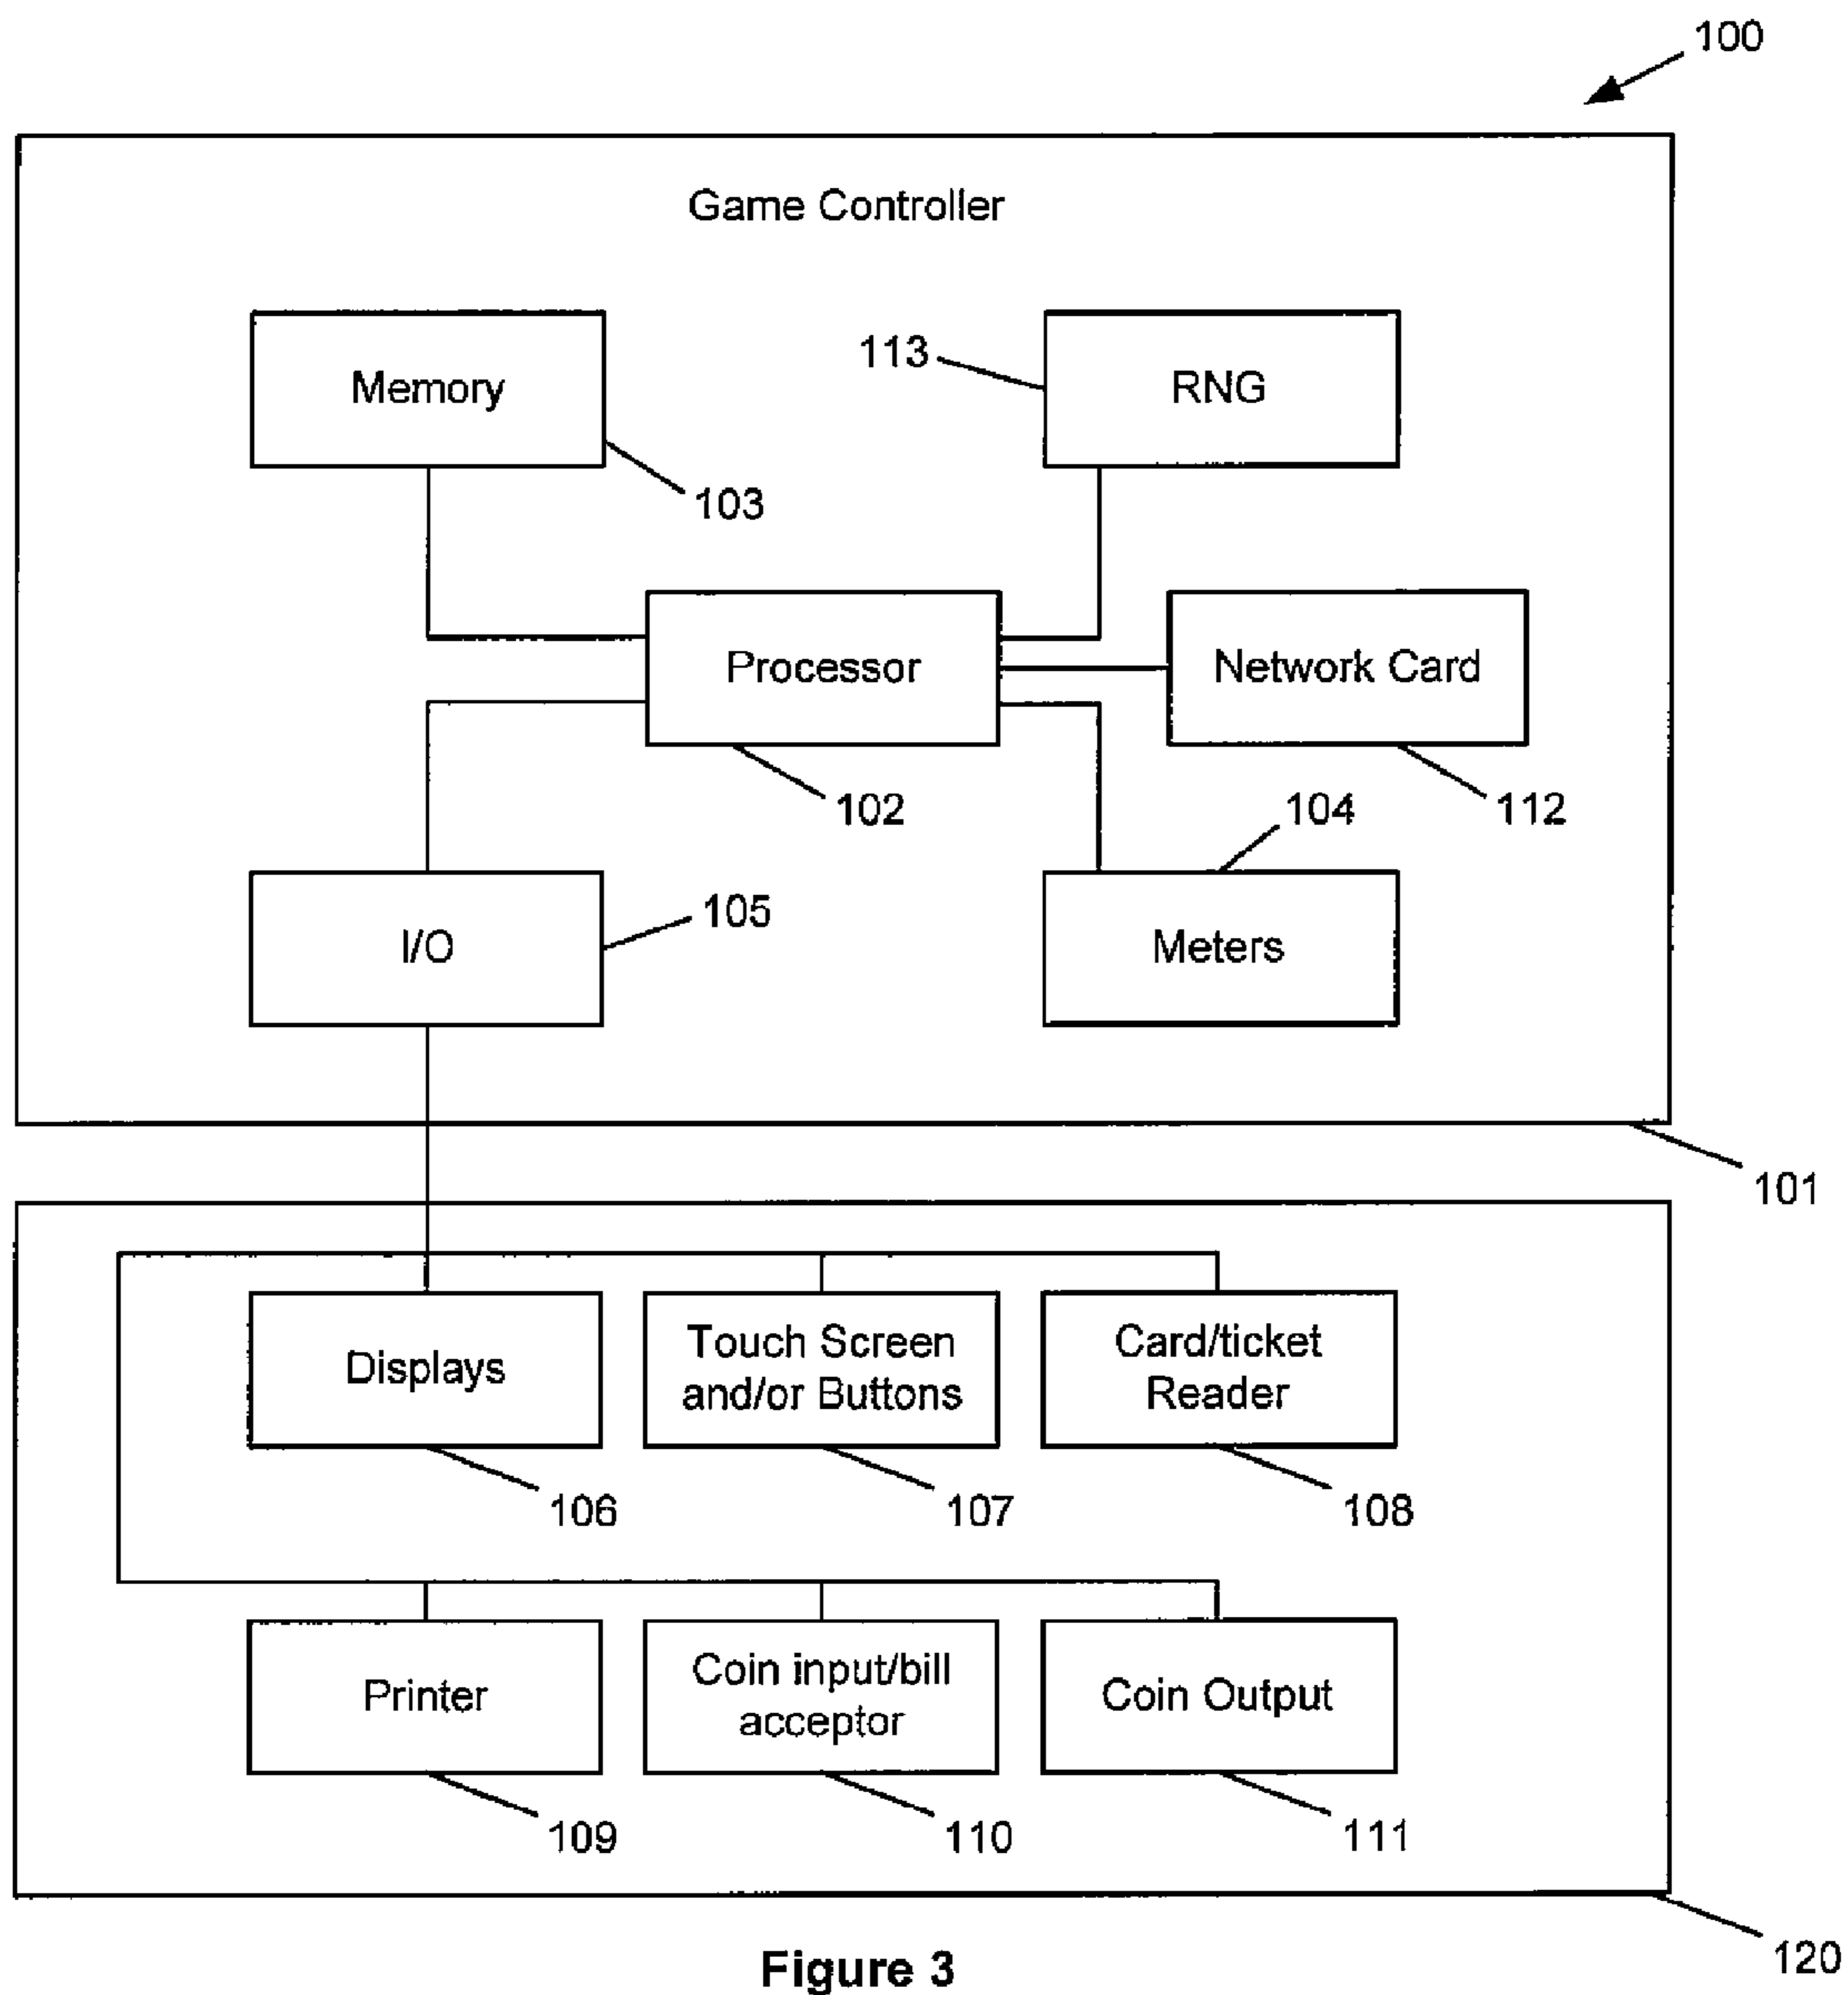 100
Game Controller
Memory
103
113
RNG
Processor
102
Network Card
112
I/O
105
104
Meters
101
Displays
106
Touch Screen
and/or Buttons
107
Card/ticket
Reader
108
Printer
109
Coin input/bill
acceptor
110
Coin Output
111
120
Figure 3